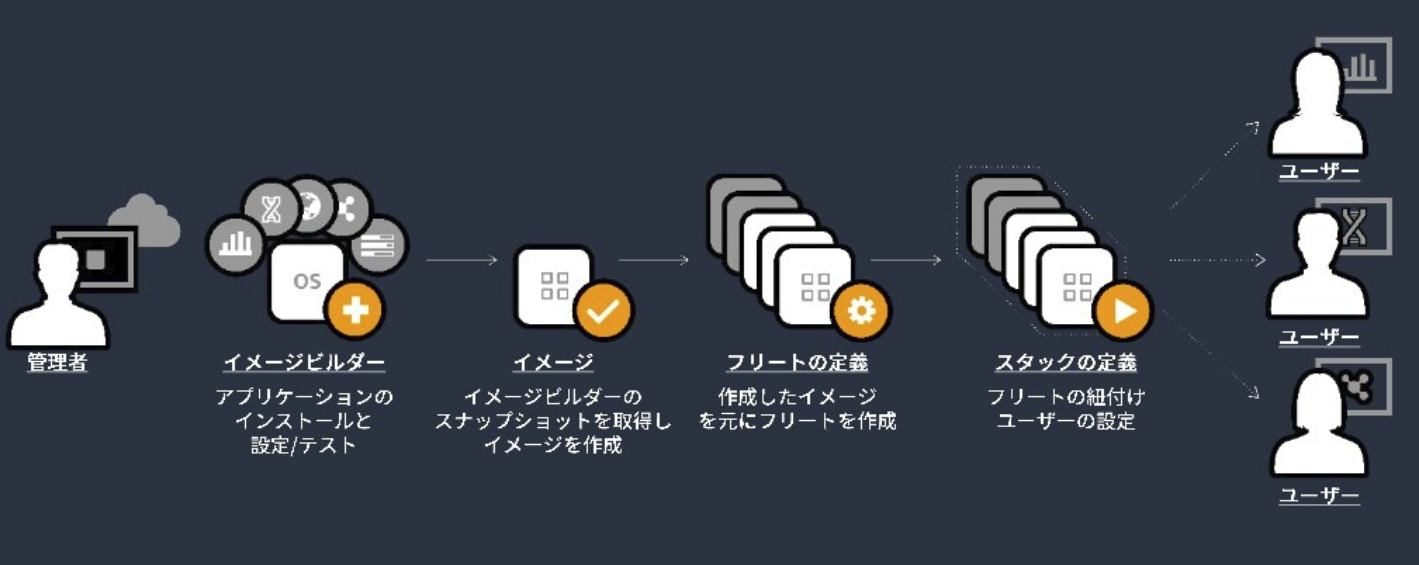 管理者
イメージビルダー
アプリケーションの
インストールと
設定/テスト
OS
イメージ
イメージビルダーの
スナップショットを取得し
イメージを作成
フリートの定義
作成したイメージ
を元にフリートを作成
スタックの定義
フリートの紐付け
ユーザーの設定
ユーザー
ユーザー
ユーザー